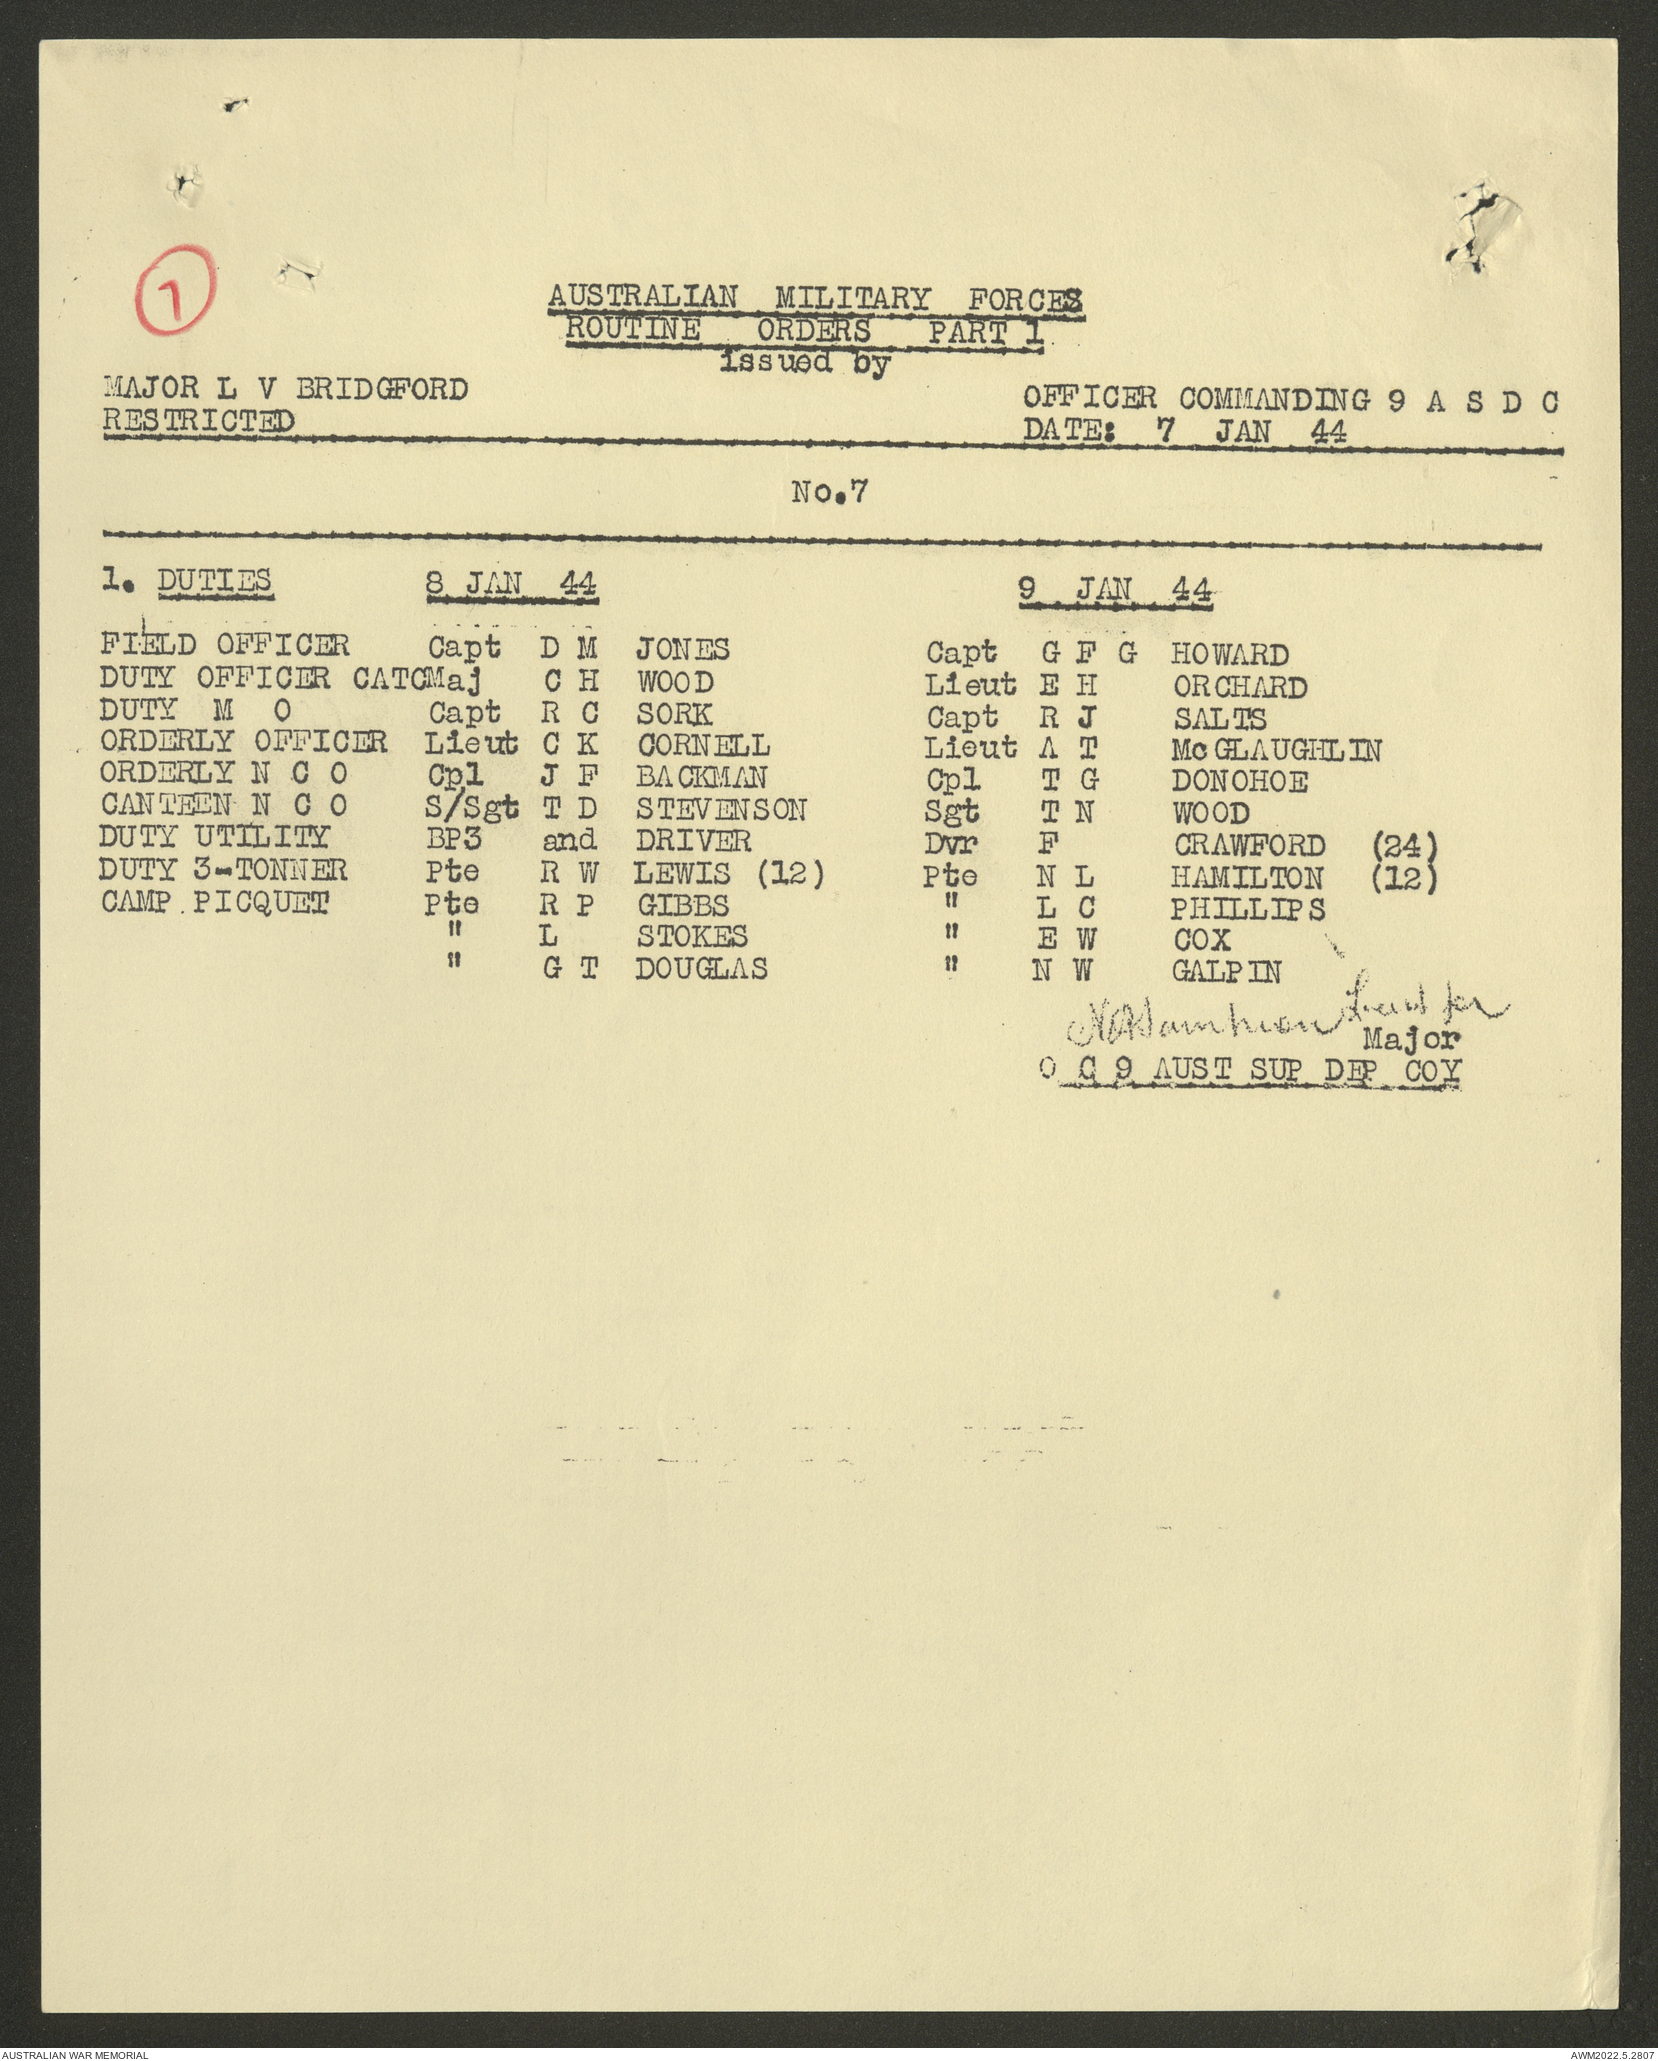 7
AUSTRALIAN MILITARY FORCES
ROUTINE ORDERS PART 1
issued by
MAJOR L V BRIDGFORD OFFICER COMMANDING 9 A S D C
RESTRICTED DATE: 7 JAN 44
No.7
1. DUTIES 8 JAN 44 9 JAN 44
FIELD OFFICER Capt D M JONES Capt G F G HOWARD
DUTY OFFICER CATC Maj C H WOOD Lieut E H ORCHARD
DUTY M O Capt R C SORK Capt R J SALTS
ORDERLY OFFICER Lieut C K CORNELL Lieut A T McGLAUGHLIN
ORDERLY N C O Cpl J F BACKMAN Cpl T G DONOHOE
CANTEEN N C O S/Sgt T D STEVENSON Sgt T N WOOD
DUTY UTILITY BP3 and DRIVER Dvr F CRAWFORD (24)
DUTY 3-TONNER Pte R W LEWIS (12) Pte N L HAMILTON (12)
CAMP PICQUET Pte R P GIBBS " L C PHILLIPS
" L STOKES " E W COX
" G T DOUGLAS " N W GALPIN
Lieut for
Major
O C 9 AUST SUP DEP COY
AUSTRALIAN WAR MEMORIAL AWM2022.5.2807